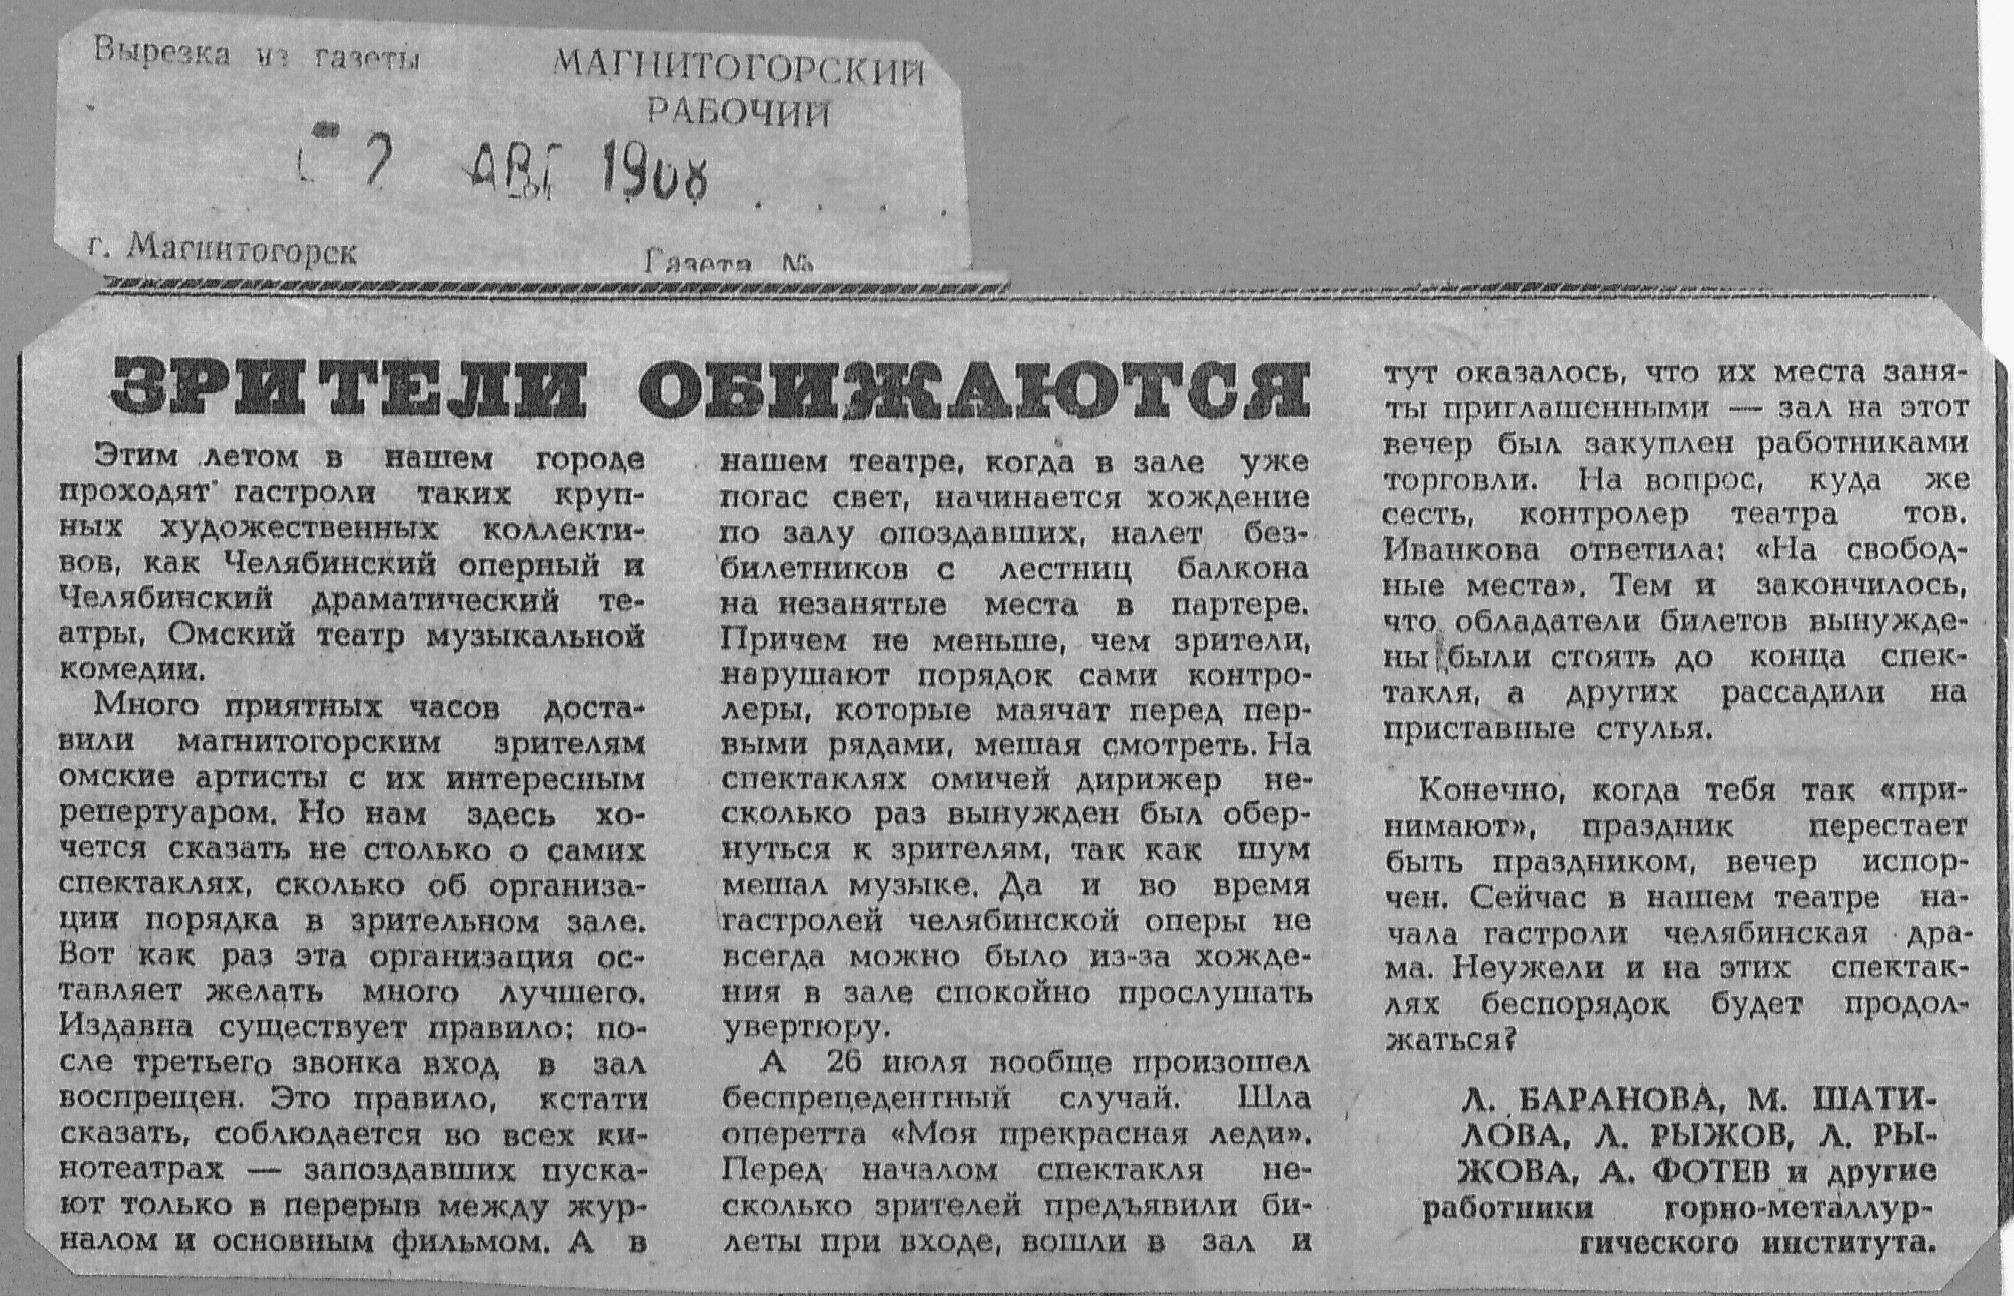 Вырезка из газеты
МАГНИТОГОРСКИЙ
РАБОЧИЙ
АВГ
г. Магнитогорск
Газета №
ЗРИТЕЛИ ОБИЖАЮТСЯ
Этим летом в нашем городе
проходят гастроли таких круп-
ных художественных коллекти-
вов, как Челябинский оперный и
Челябинский драматический те-
атры, Омский театр музыкальной
комедии.
Много приятных часов доста-
вили магнитогорским зрителям
омские артисты с их интересным
репертуаром. Но нам здесь хо-
чется сказать не столько о самих
спектаклях, сколько об организа-
ции порядка в зрительном зале.
Вот как раз эта организация ос-
тавляет желать много лучшего.
Издавна существует правило: по-
сле третьего звонка вход в зал
воспрещен. Это правило, кстати
сказать, соблюдается во всех ки-
нотеатрах — запоздавших пуска-
ют только в перерыв между жур-
налом и основным фильмом. А в
нашем театре, когда в зале уже
погас свет, начинается хождение
по залу опоздавших, налет без-
билетников с лестниц балкона
на незанятые места в партере.
Причем не меньше, чем зрители,
нарушают порядок сами контро-
леры, которые маячат перед пер-
выми рядами, мешая смотреть. На
спектаклях омичей дирижер не-
сколько раз вынужден был обер-
нуться к зрителям, так как шум
мешал музыке. Да и во время
гастролей челябинской оперы не
всегда можно было из-за хожде-
ния в зале спокойно прослушать
увертюру.
А 26 июля вообще произошел
беспрецедентный случай. Шла
оперетта «Моя прекрасная леди».
Перед началом спектакля не-
сколько зрителей предъявили би-
леты при входе, вошли в зал и
тут оказалось, что их места заня-
ты приглашенными — зал на этот
вечер был закуплен работниками
торговли. На вопрос, куда же
сесть, контролер театра тов.
Иванкова ответила: «На свобод-
ные места». Тем и закончилось,
что обладатели билетов вынужде-
ны были стоять до конца спек-
такля, а других рассадили на
приставные стулья.
Конечно, когда тебя так «при-
нимают», праздник перестает
быть праздником, вечер испор-
чен. Сейчас в нашем театре на-
чала гастроли челябинская дра-
ма. Неужели и на этих спектак-
лях беспорядок будет продол-
жаться?
Л. БАРАНОВА, М. ШАТИ-
ЛОВА, Л. РЫЖОВ, Л. РЫ-
ЖОВА, А. ФОТЕВ и другие
работники горно-металлур-
гического института.